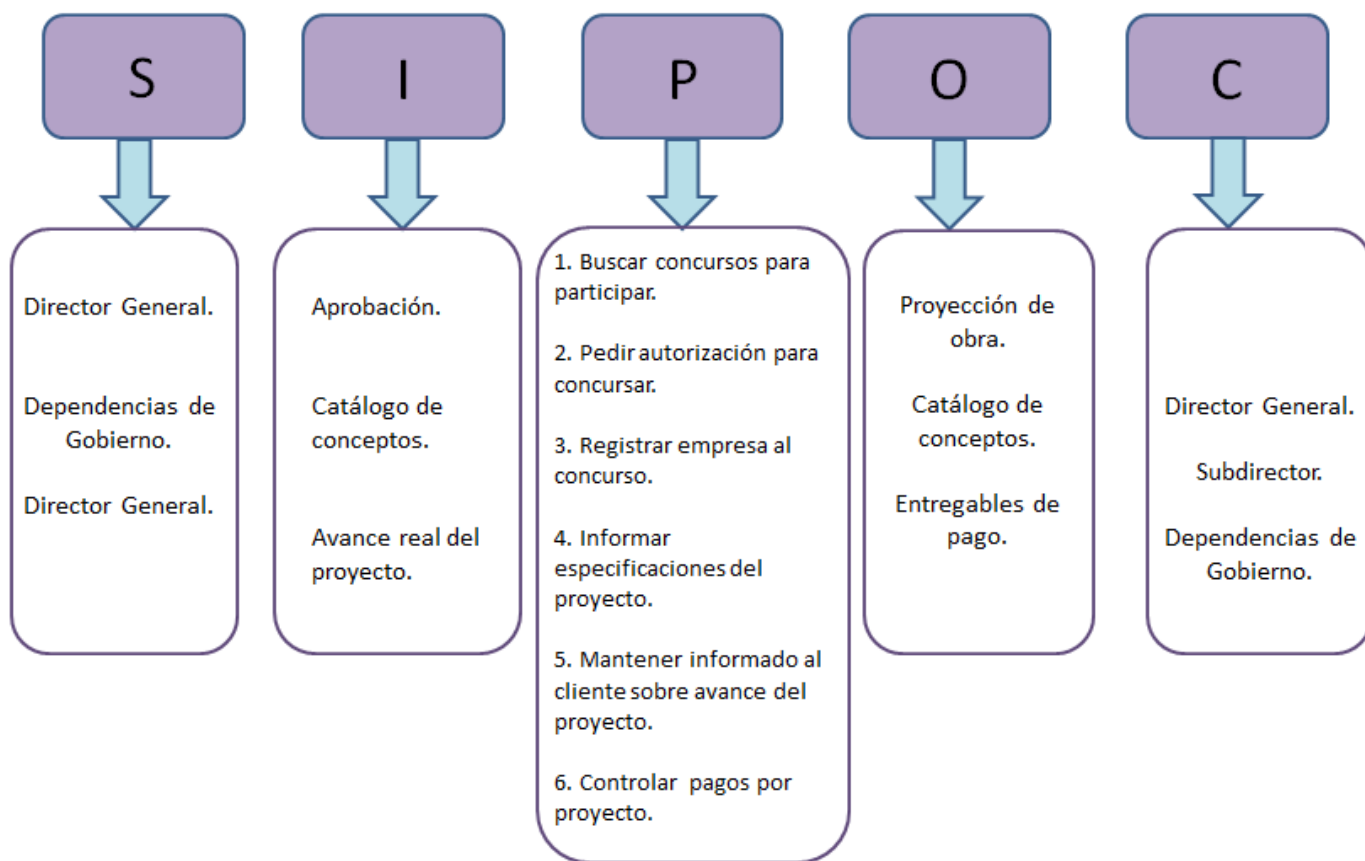 S
I
P
O
C
Director General.
Dependencias de
Gobierno.
Director General.
Aprobación.
Catálogo de
conceptos.
Avance real del
proyecto.
1. Buscar concursos para
participar.
2. Pedir autorización para
concursar.
3. Registrar empresa al
concurso.
4. Informar
especificaciones del
proyecto.
5. Mantener informado al
cliente sobre avance del
proyecto.
6. Controlar pagos por
proyecto.
Proyección de
obra.
Catálogo de
conceptos.
Entregables de
pago.
Director General.
Subdirector.
Dependencias de
Gobierno.